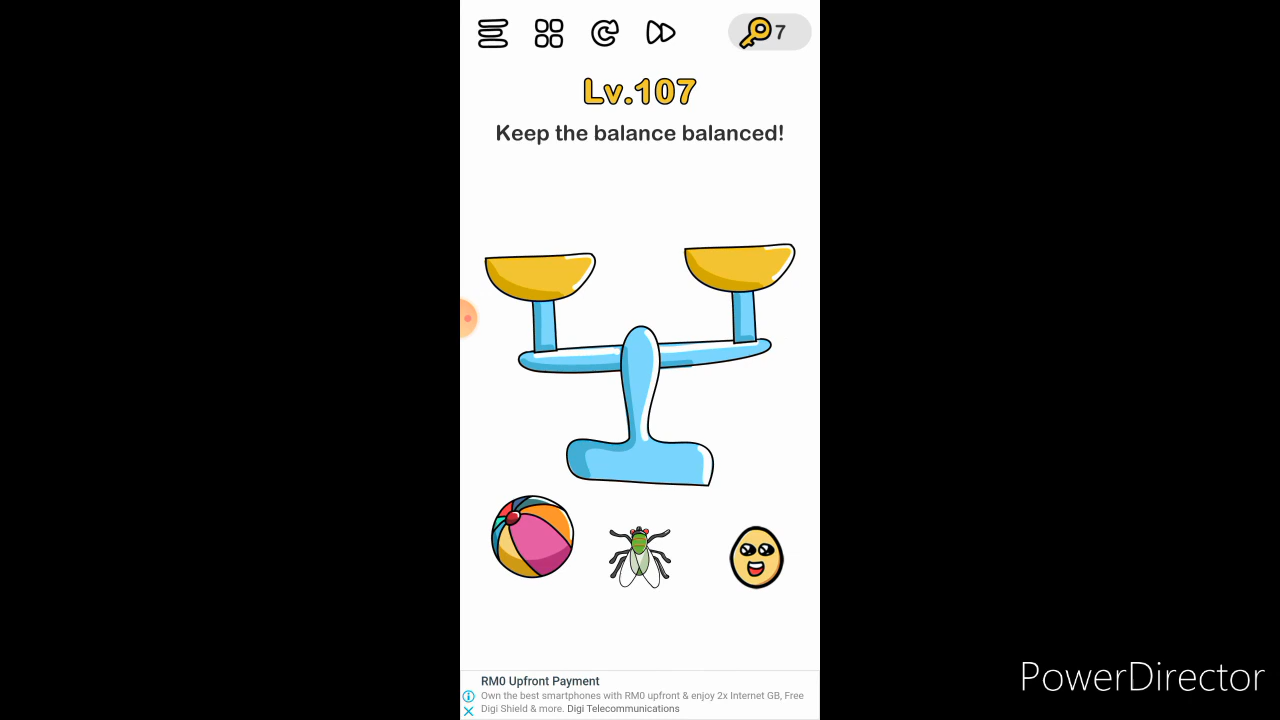 7
Lv.107
Keep the balance balanced!
RM0 Upfront Payment
Own the best smartphones with RM0 upfront & enjoy 2x Internet GB, Free
Digi Shield & more. Digi Telecommunications
PowerDirector